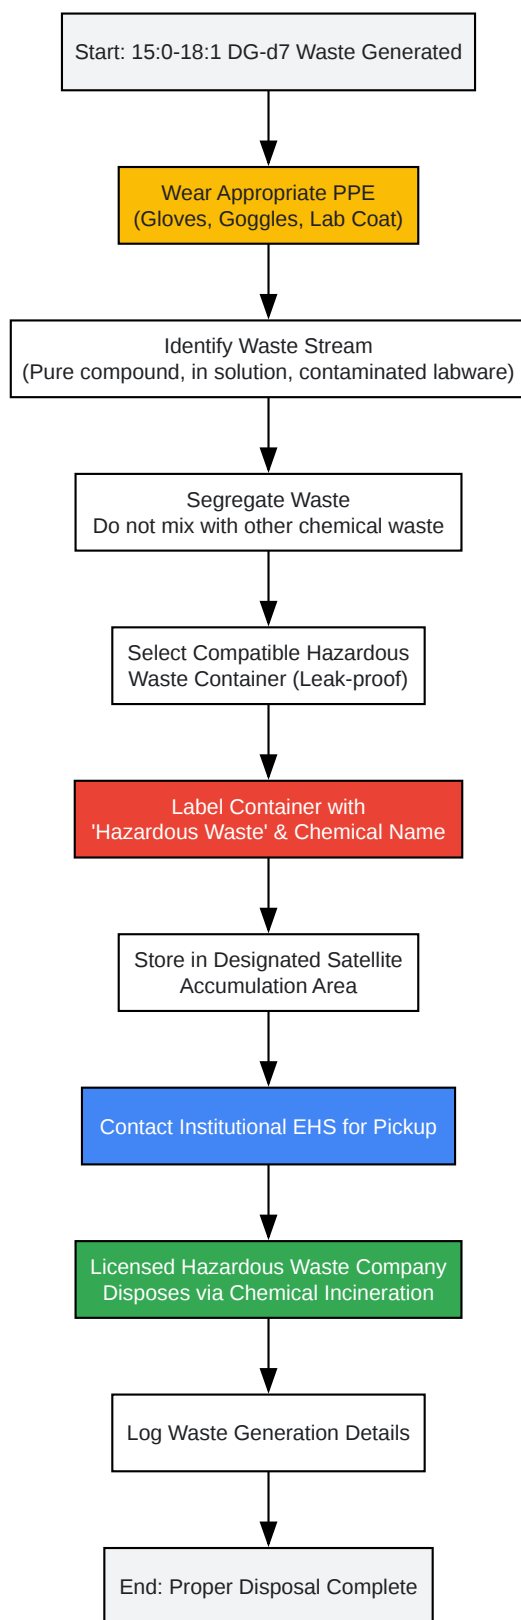 Start: 15:0-18:1 DG-d7 Waste Generated
Wear Appropriate PPE
(Gloves, Goggles, Lab Coat)
Identify Waste Stream
(Pure compound, in solution, contaminated labware)
Segregate Waste
Do not mix with other chemical waste
Select Compatible Hazardous
Waste Container (Leak-proof)
Label Container with
'Hazardous Waste' & Chemical Name
Store in Designated Satellite
Accumulation Area
Contact Institutional EHS for Pickup
Licensed Hazardous Waste Company
Disposes via Chemical Incineration
Log Waste Generation Details
End: Proper Disposal Complete